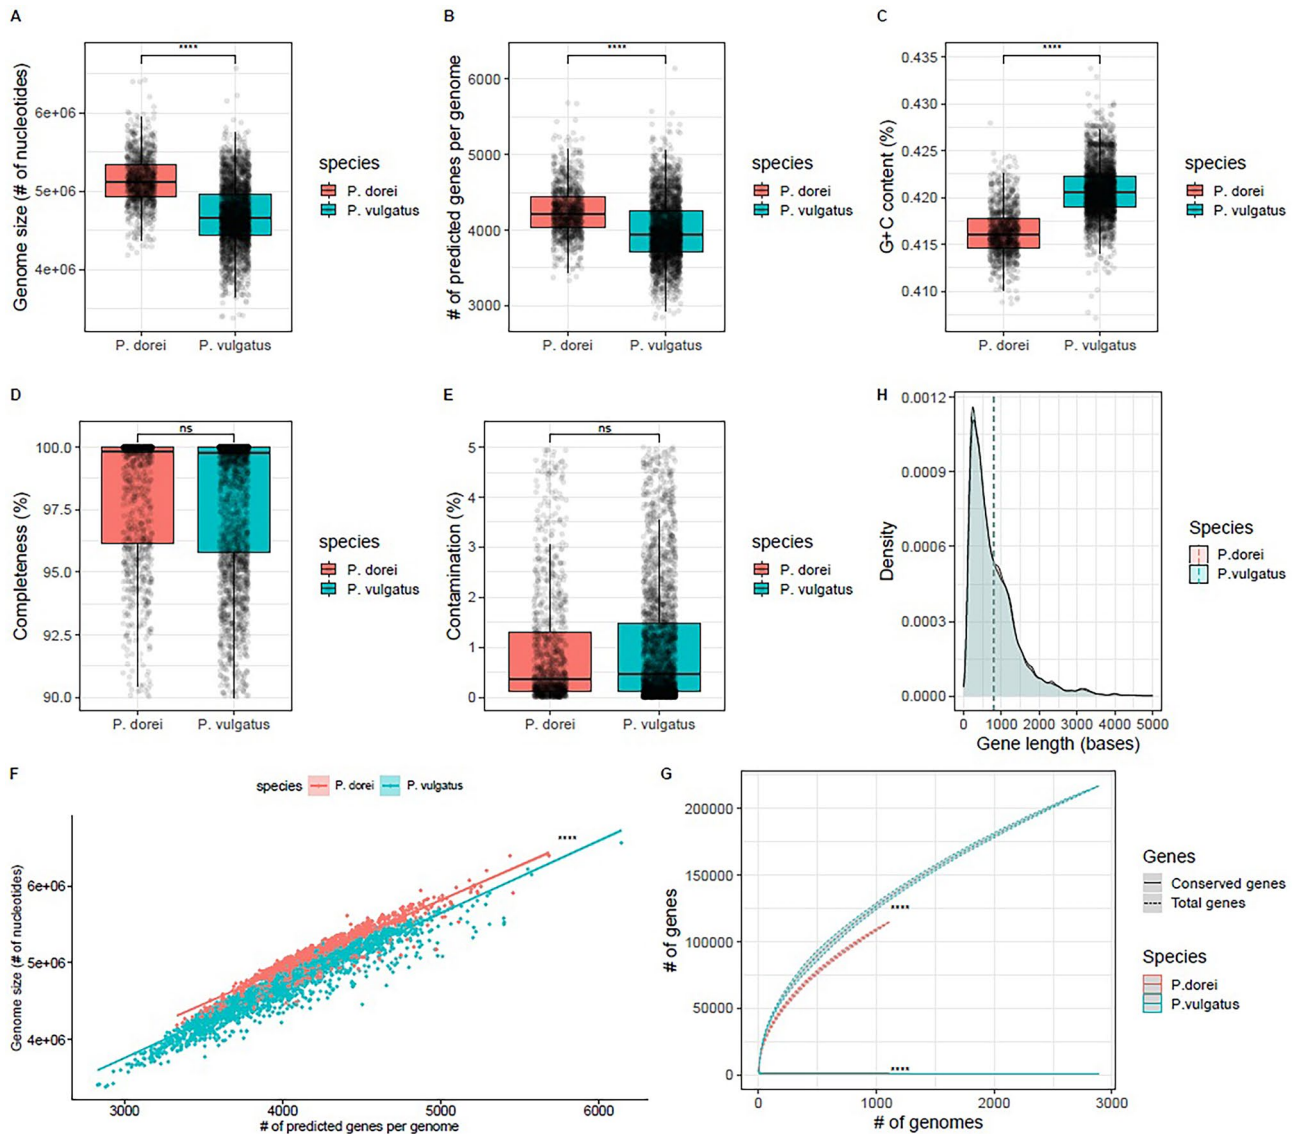 A
Genome size (# of nucleotides)
6e+06
5e+06
4e+06
****
P. dorei
P. vulgatus
species
P. dorei
P. vulgatus
B
# of predicted genes per genome
6000
5000
4000
3000
****
P. dorei
P. vulgatus
species
P. dorei
P. vulgatus
C
G+C content (%)
0.435
0.430
0.425
0.420
0.415
0.410
****
P. dorei
P. vulgatus
species
P. dorei
P. vulgatus
D
Completeness (%)
100.0
97.5
95.0
92.5
90.0
ns
P. dorei
P. vulgatus
species
P. dorei
P. vulgatus
E
Contamination (%)
5
4
3
2
1
0
ns
P. dorei
P. vulgatus
species
P. dorei
P. vulgatus
H
Density
0.0012
0.0009
0.0006
0.0003
0.0000
0 1000 2000 3000 4000 5000
Gene length (bases)
Species
P.dorei
P.vulgatus
F
species P. dorei P. vulgatus
Genome size (# of nucleotides)
6e+06
5e+06
4e+06
****
3000 4000 5000 6000
# of predicted genes per genome
G
# of genes
200000
150000
100000
50000
0
****
****
0 1000 2000 3000
# of genomes
Genes
Conserved genes
Total genes
Species
P.dorei
P.vulgatus